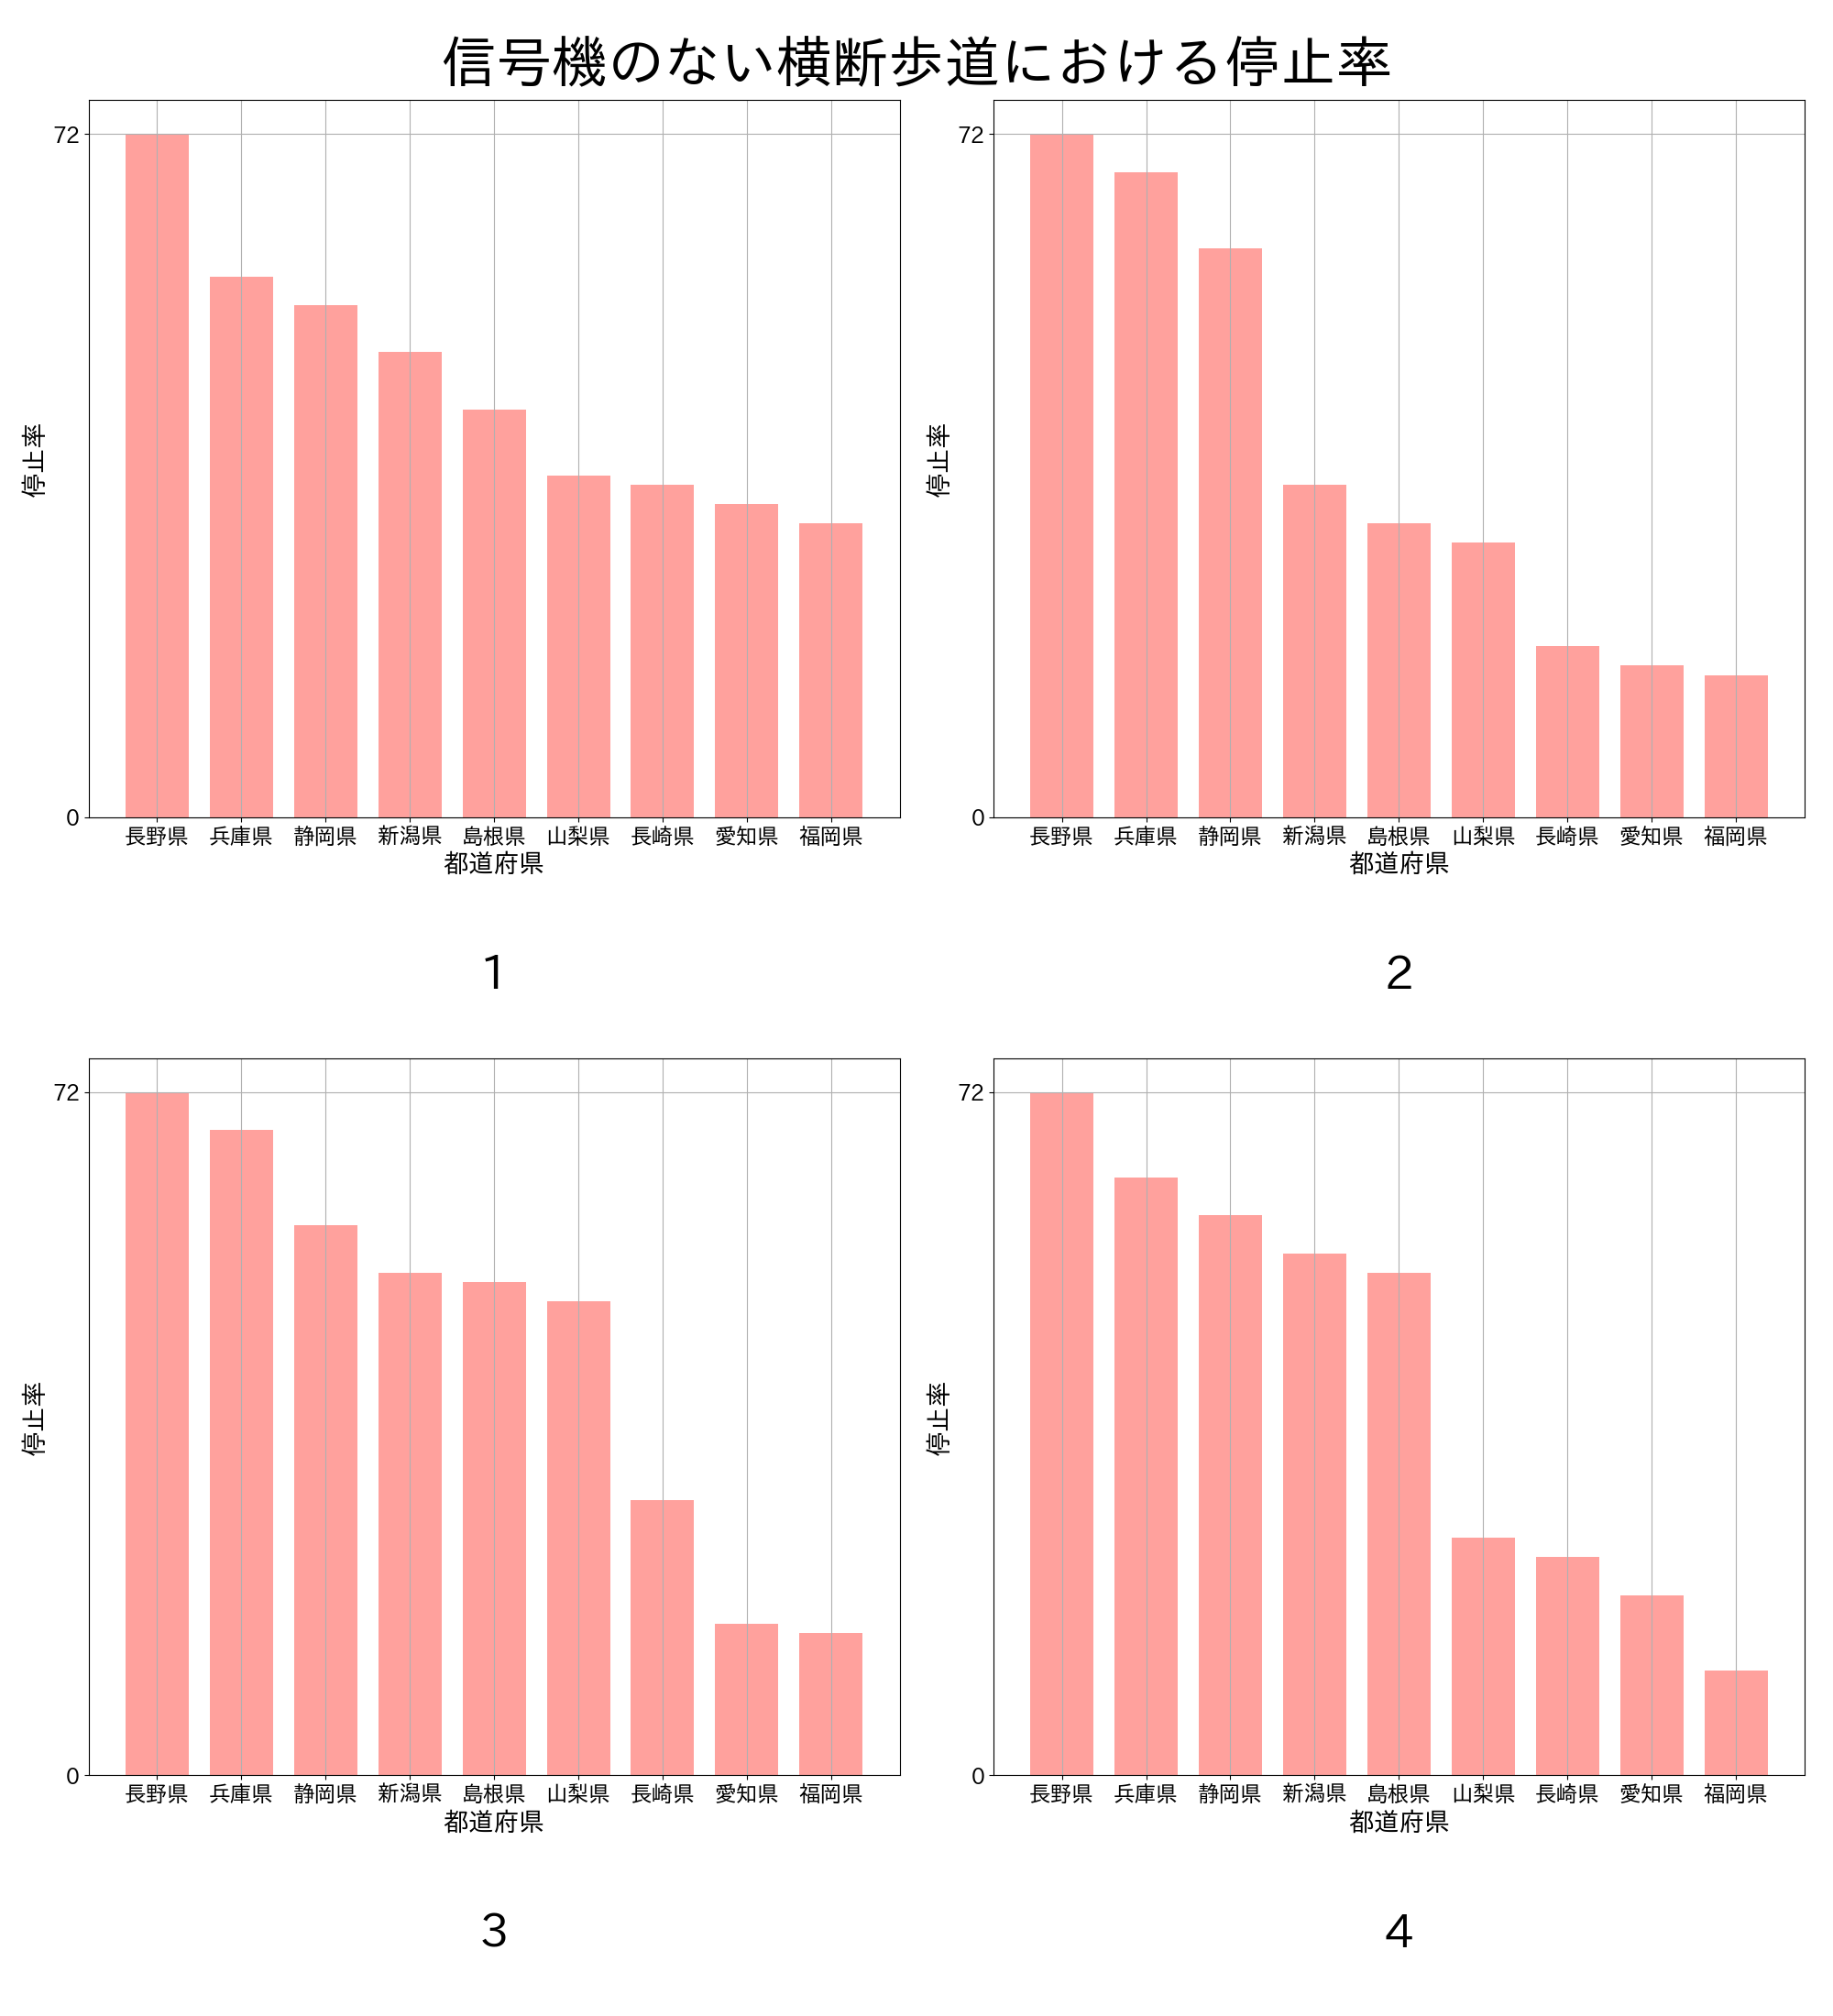 信号機のない横断歩道における停止率
72
停止率
0
長野県 兵庫県 静岡県 新潟県 島根県 山梨県 長崎県 愛知県 福岡県
都道府県
1
72
停止率
0
長野県 兵庫県 静岡県 新潟県 島根県 山梨県 長崎県 愛知県 福岡県
都道府県
2
72
停止率
0
長野県 兵庫県 静岡県 新潟県 島根県 山梨県 長崎県 愛知県 福岡県
都道府県
3
72
停止率
0
長野県 兵庫県 静岡県 新潟県 島根県 山梨県 長崎県 愛知県 福岡県
都道府県
4